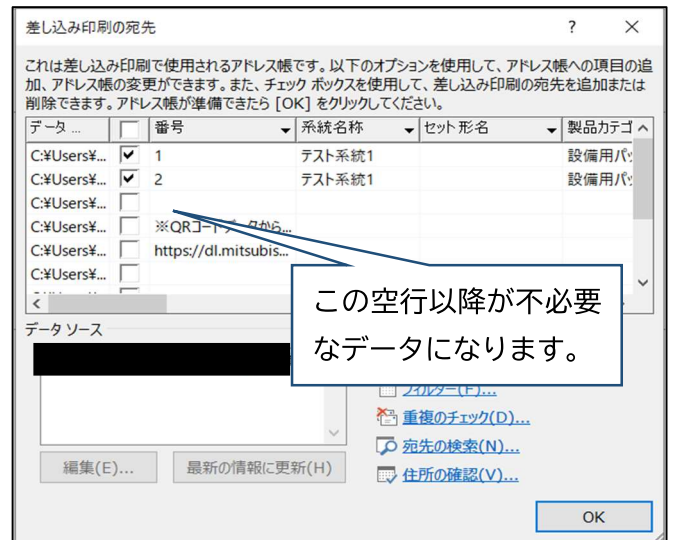 差し込み印刷の宛先 ? ×
これは差し込み印刷で使用されるアドレス帳です。以下のオプションを使用して、アドレス帳への項目の追
加、アドレス帳の変更ができます。また、チェック ボックスを使用して、差し込み印刷の宛先を追加または
削除できます。アドレス帳が準備できたら [OK] をクリックしてください。
データ ... 番号 系統名称 セット形名 製品カテゴ
C:¥Users¥... 1 テスト系統1 設備用パッ
C:¥Users¥... 2 テスト系統1 設備用パッ
C:¥Users¥...
C:¥Users¥... ※QRコードデータから...
C:¥Users¥... https://dl.mitsubis...
C:¥Users¥...
この空行以降が不必要
なデータになります。
データ ソース
フィルター(F)...
重複のチェック(D)...
宛先の検索(N)...
編集(E)... 最新の情報に更新(H) 住所の確認(V)...
OK